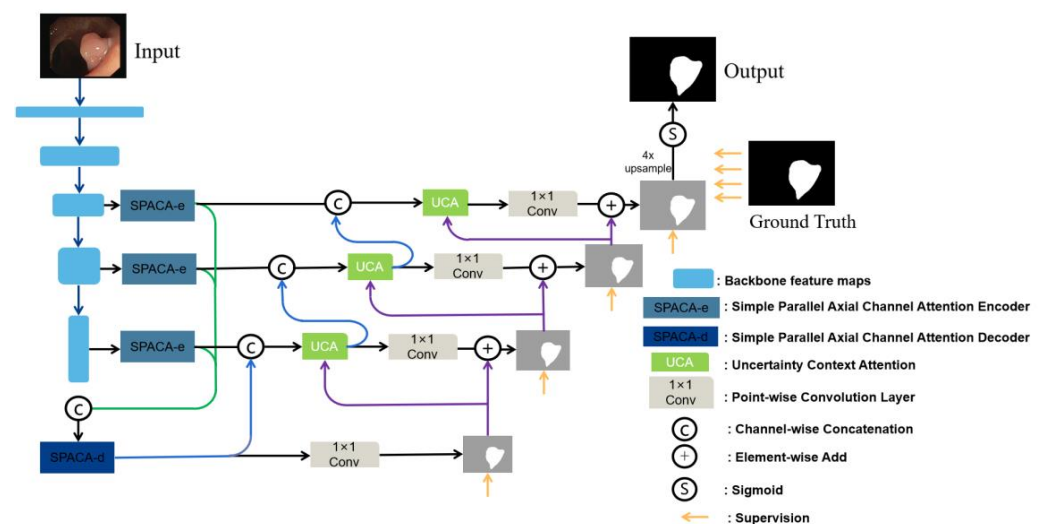 Input
Output
S
4x
upsample
Ground Truth
SPACA-e
C
UCA
1×1
Conv
+
SPACA-e
C
UCA
1×1
Conv
+
SPACA-e
C
UCA
1×1
Conv
+
C
SPACA-d
1×1
Conv
: Backbone feature maps
SPACA-e : Simple Parallel Axial Channel Attention Encoder
SPACA-d : Simple Parallel Axial Channel Attention Decoder
UCA : Uncertainty Context Attention
1×1
Conv : Point-wise Convolution Layer
C : Channel-wise Concatenation
+ : Element-wise Add
S : Sigmoid
: Supervision